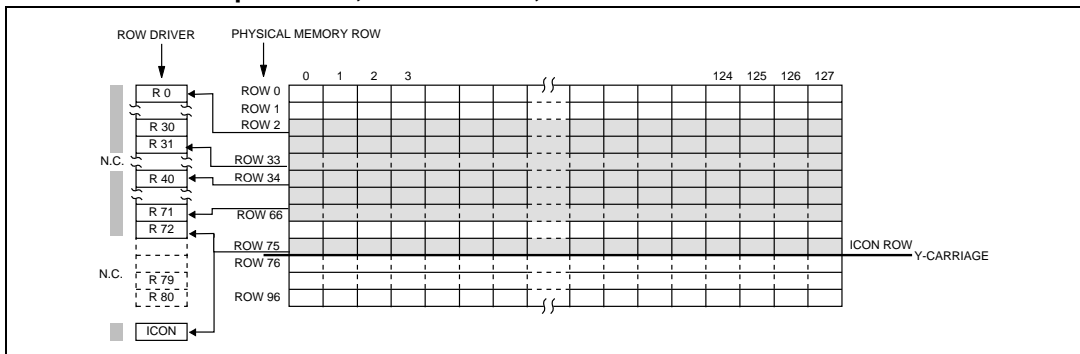 ROW DRIVER PHYSICAL MEMORY ROW
0 1 2 3 124 125 126 127
R 0 ROW 0
ROW 1
R 30 ROW 2
R 31
N.C. ROW 33
R 40 ROW 34
R 71 ROW 66
R 72
ROW 75 ICON ROW
ROW 76 Y-CARRIAGE
N.C.
R 79
R 80 ROW 96
ICON